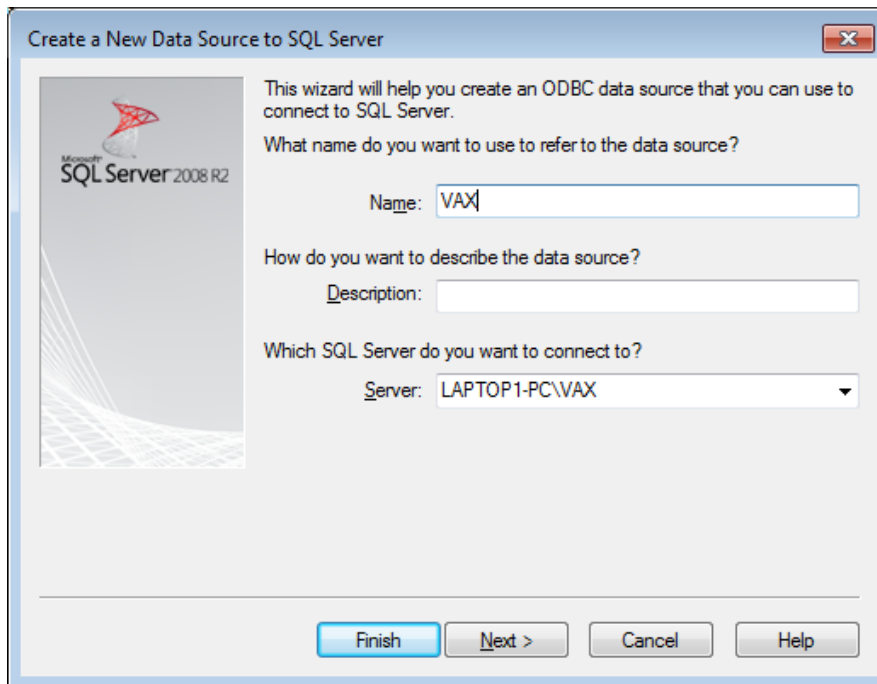 Create a New Data Source to SQL Server
This wizard will help you create an ODBC data source that you can use to
connect to SQL Server.
What name do you want to use to refer to the data source?
Microsoft
SQL Server 2008 R2
Name: VAX
How do you want to describe the data source?
Description:
Which SQL Server do you want to connect to?
Server: LAPTOP1-PC\VAX
Finish Next > Cancel Help